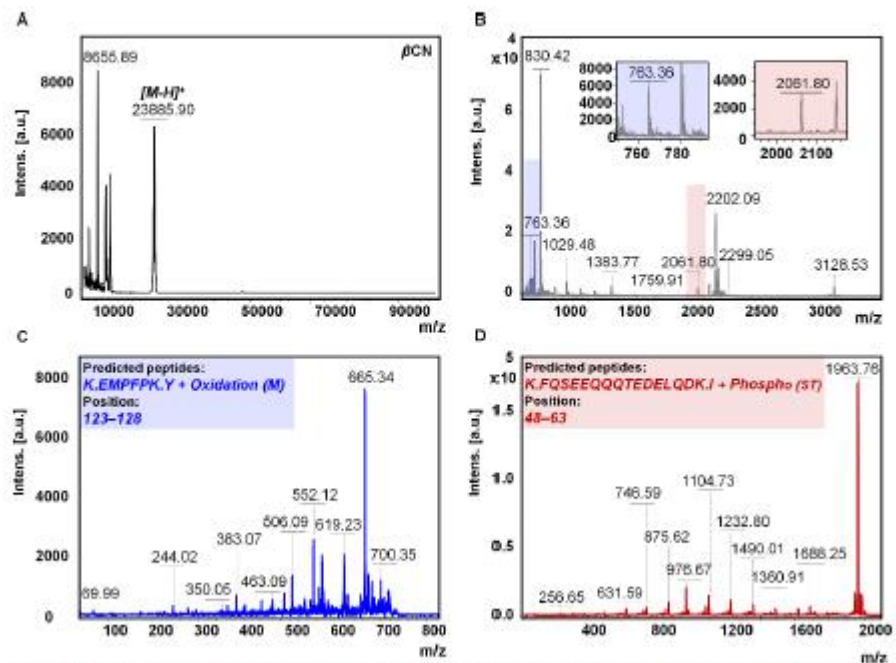 A
8655.89
βCN
[M-H]⁺
23885.90
8000
6000
4000
2000
0
Intens. [a.u.]
10000 30000 50000 70000 90000
m/z
B
4
x10
830.42
8000
6000
4000
2000
0
763.36
760 780
4000
2000
0
2061.80
2000 2100
6
4
2
0
Intens. [a.u.]
763.36
1029.48
1383.77
1759.91
2061.80
2202.09
2299.05
3128.53
1000 2000 3000
m/z
C
Predicted peptides:
K.EMPFPK.Y + Oxidation (M)
Position:
123–128
8000
6000
4000
2000
0
Intens. [a.u.]
69.99
244.02
350.05
363.07
463.09
506.09
552.12
619.23
665.34
700.35
100 200 300 400 500 600 700 800
m/z
D
Predicted peptides:
K.FQSEEQQQTEDELQDK.I + Phospho (ST)
Position:
48–63
5
x10
1.5
1.0
0.5
0.0
Intens. [a.u.]
256.65
631.59
746.59
875.62
976.67
1104.73
1232.80
1490.01
1360.91
1688.25
1963.76
400 800 1200 1600 2000
m/z